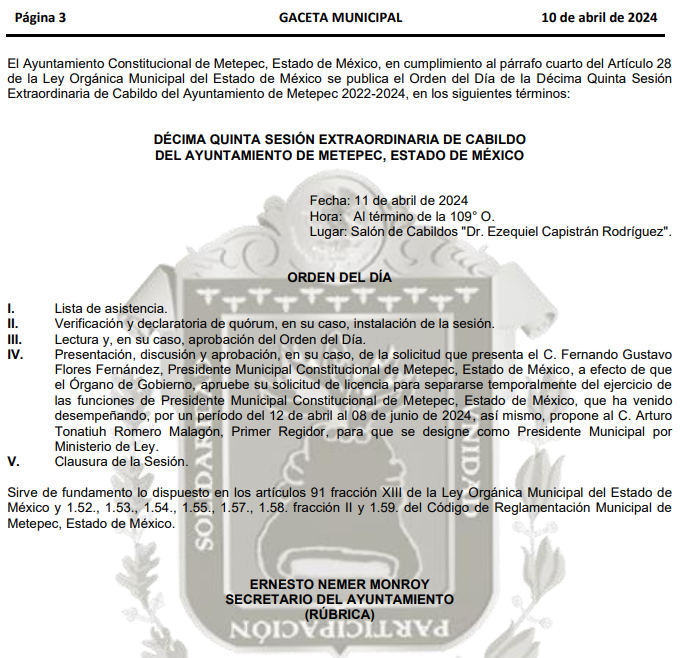 Página 3 GACETA MUNICIPAL 10 de abril de 2024
El Ayuntamiento Constitucional de Metepec, Estado de México, en cumplimiento al párrafo cuarto del Artículo 28
de la Ley Orgánica Municipal del Estado de México se publica el Orden del Día de la Décima Quinta Sesión
Extraordinaria de Cabildo del Ayuntamiento de Metepec 2022-2024, en los siguientes términos:
DÉCIMA QUINTA SESIÓN EXTRAORDINARIA DE CABILDO
DEL AYUNTAMIENTO DE METEPEC, ESTADO DE MÉXICO
Fecha: 11 de abril de 2024
Hora: Al término de la 109° O.
Lugar: Salón de Cabildos "Dr. Ezequiel Capistrán Rodríguez".
ORDEN DEL DÍA
I. Lista de asistencia.
II. Verificación y declaratoria de quórum, en su caso, instalación de la sesión.
III. Lectura y, en su caso, aprobación del Orden del Día.
IV. Presentación, discusión y aprobación, en su caso, de la solicitud que presenta el C. Fernando Gustavo
Flores Fernández, Presidente Municipal Constitucional de Metepec, Estado de México, a efecto de que
el Órgano de Gobierno, apruebe su solicitud de licencia para separarse temporalmente del ejercicio de
las funciones de Presidente Municipal Constitucional de Metepec, Estado de México, que ha venido
desempeñando, por un período del 12 de abril al 08 de junio de 2024, así mismo, propone al C. Arturo
Tonatiuh Romero Malagón, Primer Regidor, para que se designe como Presidente Municipal por
Ministerio de Ley.
V. Clausura de la Sesión.
Sirve de fundamento lo dispuesto en los artículos 91 fracción XIII de la Ley Orgánica Municipal del Estado de
México y 1.52., 1.53., 1.54., 1.55., 1.57., 1.58. fracción II y 1.59. del Código de Reglamentación Municipal de
Metepec, Estado de México.
SOLIDARIDAD
UNIDAD
ERNESTO NEMER MONROY
SECRETARIO DEL AYUNTAMIENTO
(RÚBRICA)
PARTICIPACIÓN